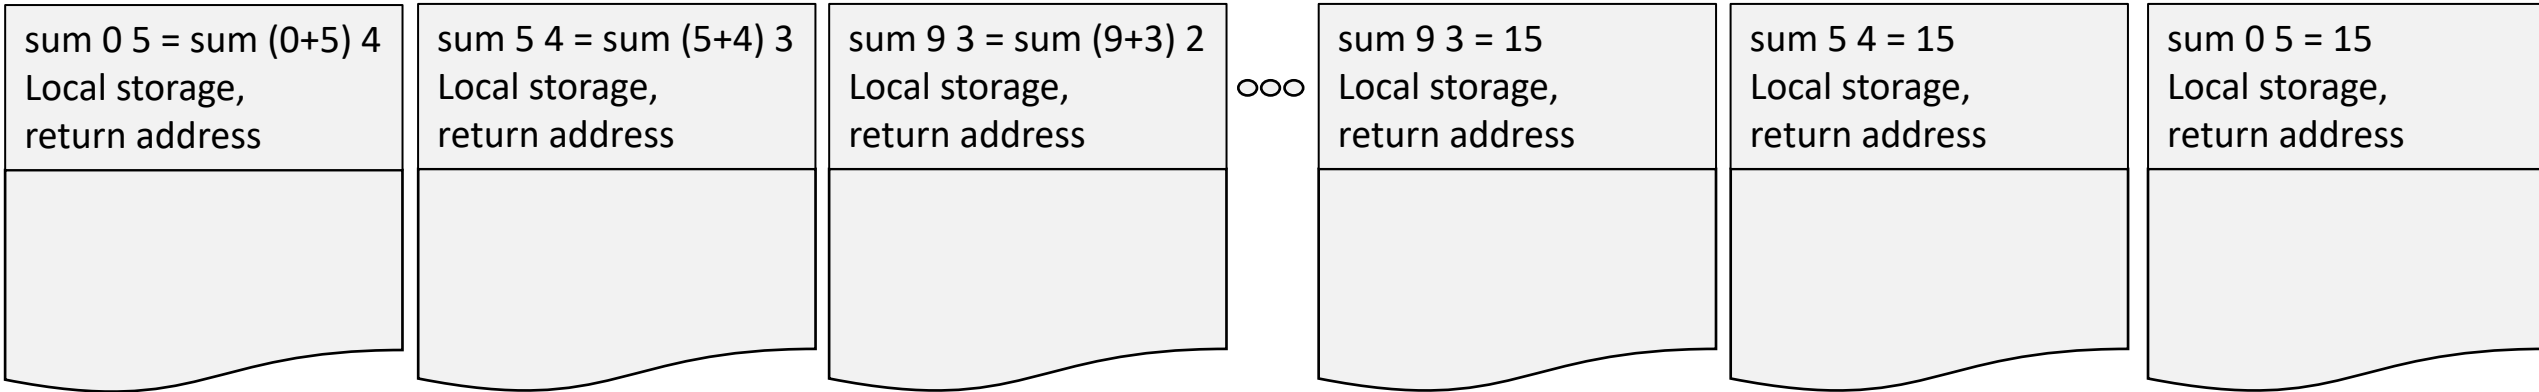 sum 0 5 = sum (0+5) 4
Local storage,
return address
sum 5 4 = sum (5+4) 3
Local storage,
return address
sum 9 3 = sum (9+3) 2
Local storage,
return address
sum 9 3 = 15
Local storage,
return address
sum 5 4 = 15
Local storage,
return address
sum 0 5 = 15
Local storage,
return address